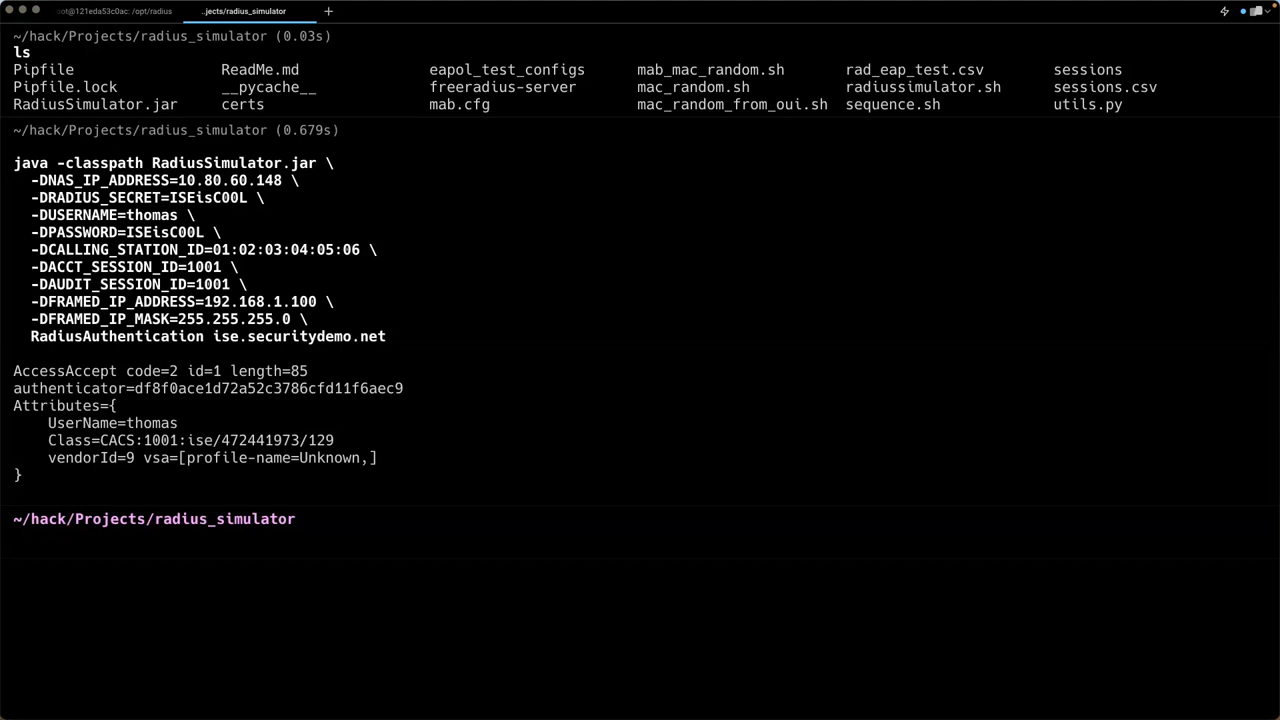 oot@121eda53c0ac: /opt/radius ..jects/radius_simulator +
~/hack/Projects/radius_simulator (0.03s)
ls
Pipfile ReadMe.md eapol_test_configs mab_mac_random.sh rad_eap_test.csv sessions
Pipfile.lock __pycache__ freeradius-server mac_random.sh radiussimulator.sh sessions.csv
RadiusSimulator.jar certs mab.cfg mac_random_from_oui.sh sequence.sh utils.py
~/hack/Projects/radius_simulator (0.679s)
java -classpath RadiusSimulator.jar \
-DNAS_IP_ADDRESS=10.80.60.148 \
-DRADIUS_SECRET=ISEisC00L \
-DUSERNAME=thomas \
-DPASSWORD=ISEisC00L \
-DCALLING_STATION_ID=01:02:03:04:05:06 \
-DACCT_SESSION_ID=1001 \
-DAUDIT_SESSION_ID=1001 \
-DFRAMED_IP_ADDRESS=192.168.1.100 \
-DFRAMED_IP_MASK=255.255.255.0 \
RadiusAuthentication ise.securitydemo.net
AccessAccept code=2 id=1 length=85
authenticator=df8f0ace1d72a52c3786cfd11f6aec9
Attributes={
UserName=thomas
Class=CACS:1001:ise/472441973/129
vendorId=9 vsa=[profile-name=Unknown,]
}
~/hack/Projects/radius_simulator